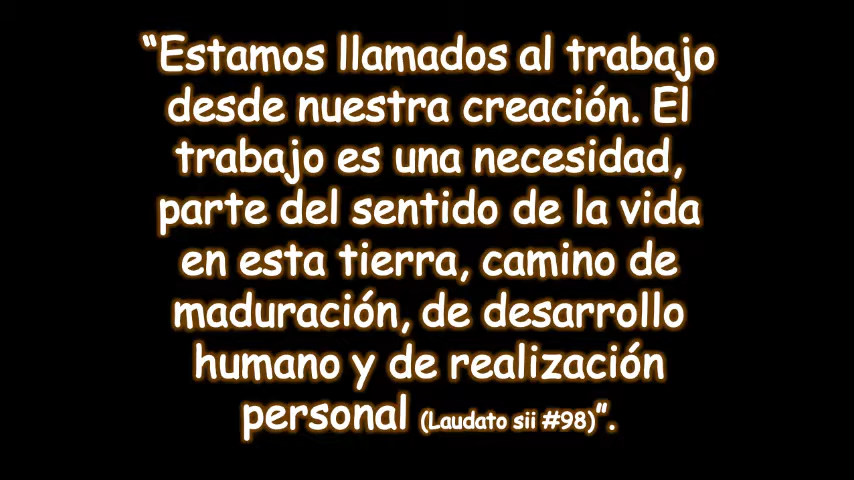 “Estamos llamados al trabajo
desde nuestra creación. El
trabajo es una necesidad,
parte del sentido de la vida
en esta tierra, camino de
maduración, de desarrollo
humano y de realización
personal (Laudato sii #98)”.